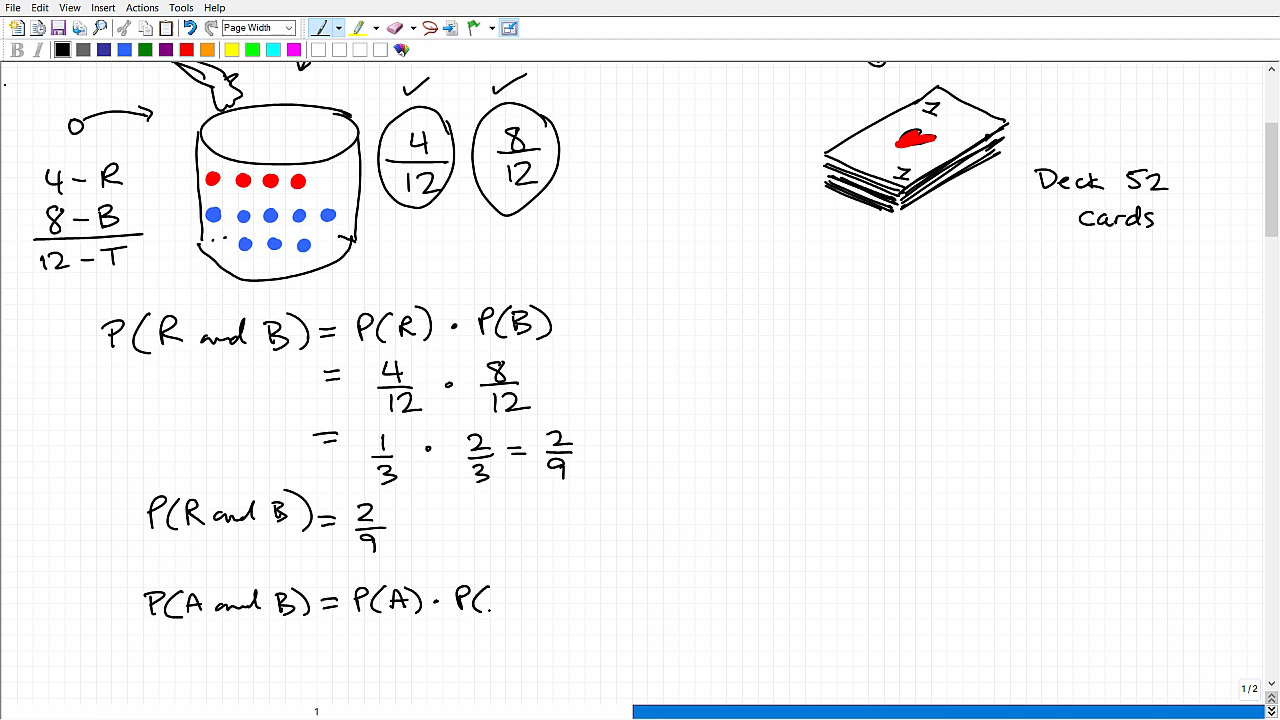 File Edit View Insert Actions Tools Help
Page Width
B I
4 - R
8 - B
12 - T
4/12
8/12
Deck 52
cards
P(R and B) = P(R) · P(B)
= 4/12 · 8/12
= 1/3 · 2/3 = 2/9
P(R and B) = 2/9
P(A and B) = P(A) · P(
1/2
1